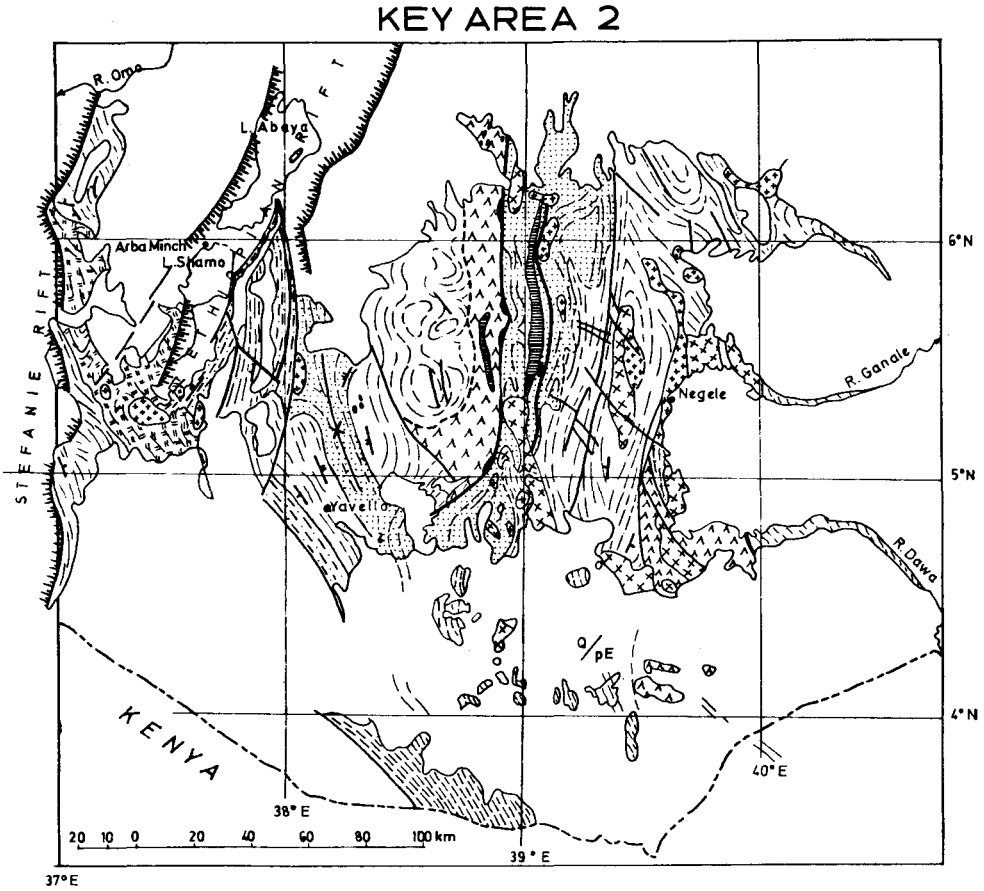 KEY AREA 2
R. Omo
L. Abaya
ETHIOPIAN RIFT
Arba Minch
L. Shamo
6°N
STEFANIE RIFT
R. Ganale
Negele
5°N
Yavello
R. Dawa
Q/pE
KENYA
4°N
40°E
38°E
20 10 0 20 40 60 80 100 km
39°E
37°E